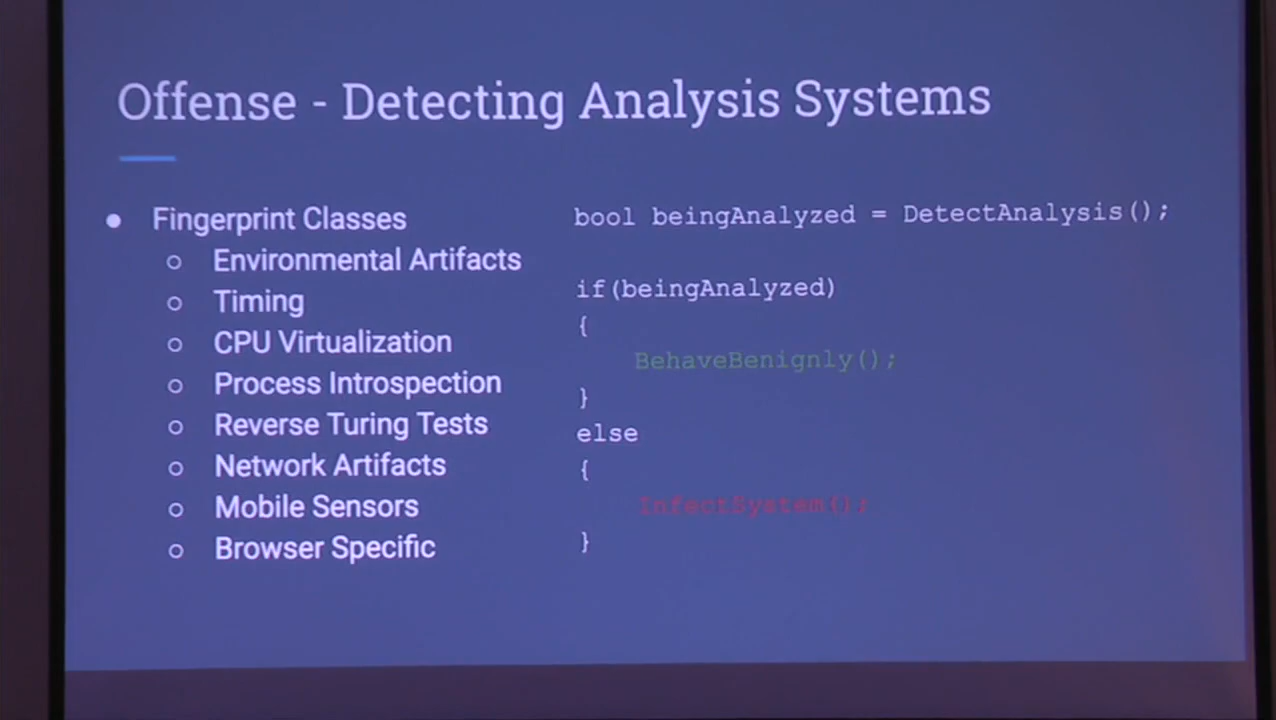 Offense - Detecting Analysis Systems
● Fingerprint Classes
○ Environmental Artifacts
○ Timing
○ CPU Virtualization
○ Process Introspection
○ Reverse Turing Tests
○ Network Artifacts
○ Mobile Sensors
○ Browser Specific
bool beingAnalyzed = DetectAnalysis();
if(beingAnalyzed)
{
BehaveBenignly();
}
else
{
InfectSystem();
}